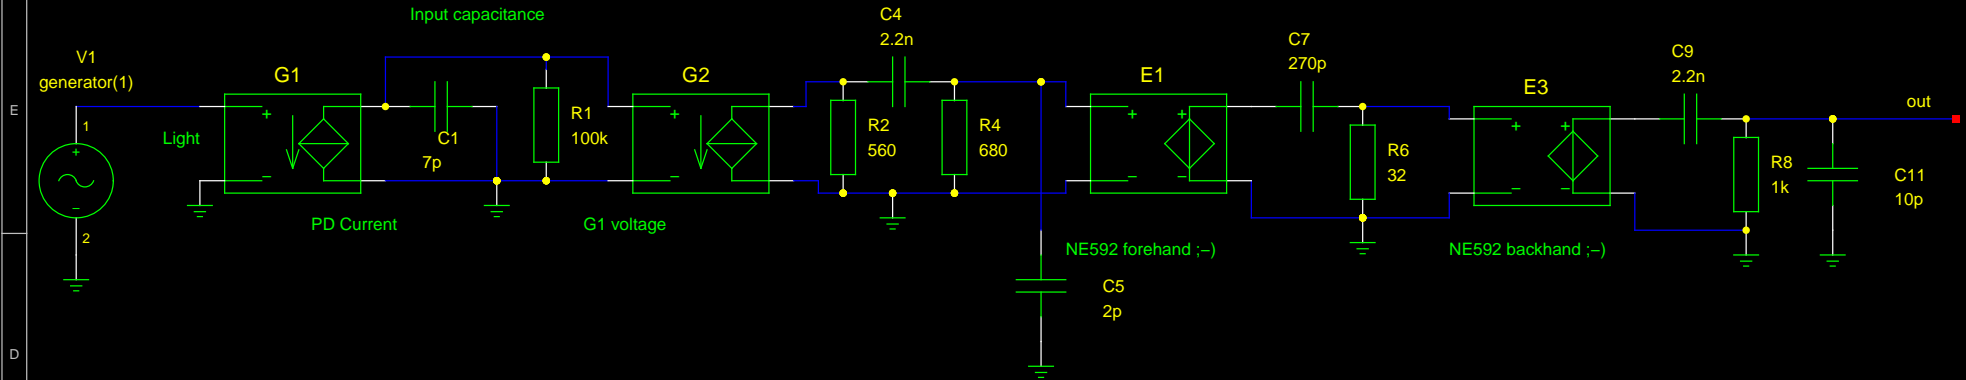 Input capacitance
C4
2.2n
V1
generator(1)
G1
G2
C7
270p
E1
C9
2.2n
E3
out
E
1
+
Light
−
+
−
C1
7p
R1
100k
+
−
R2
560
R4
680
+
−
+
−
R6
32
+
−
+
−
R8
1k
C11
10p
2
PD Current
G1 voltage
NE592 forehand ;−)
NE592 backhand ;−)
C5
2p
D